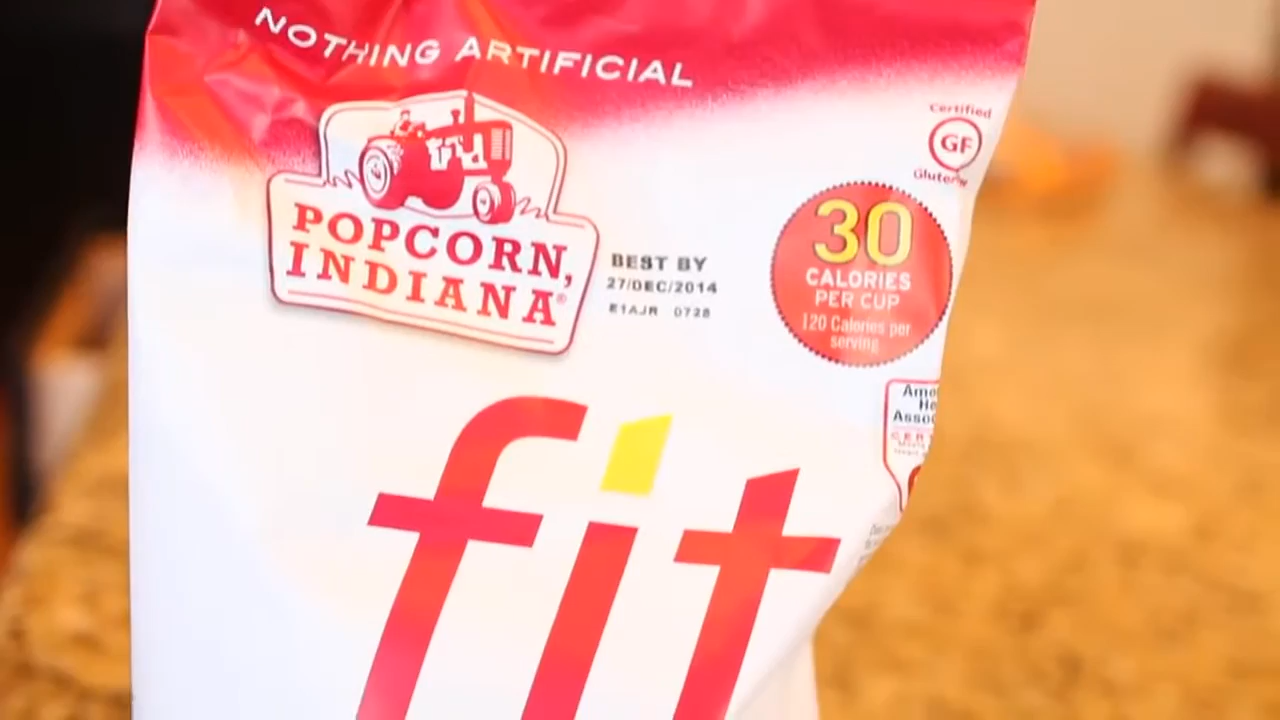 NOTHING ARTIFICIAL
POPCORN,
INDIANA®
BEST BY
27/DEC/2014
E1AJR 0728
Certified
GF
30
CALORIES
PER CUP
120 Calories per
serving
fit